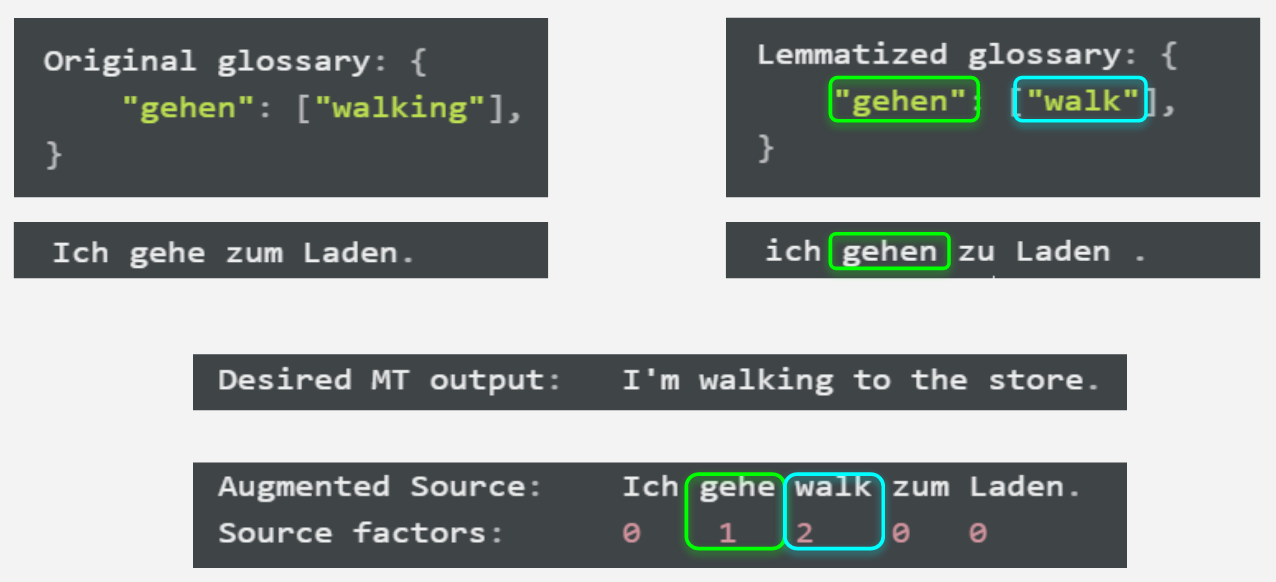 Original glossary: {
"gehen": ["walking"],
}
Ich gehe zum Laden.
Lemmatized glossary: {
"gehen": ["walk"],
}
ich gehen zu Laden .
Desired MT output: I'm walking to the store.
Augmented Source: Ich gehe walk zum Laden.
Source factors: 0 1 2 0 0